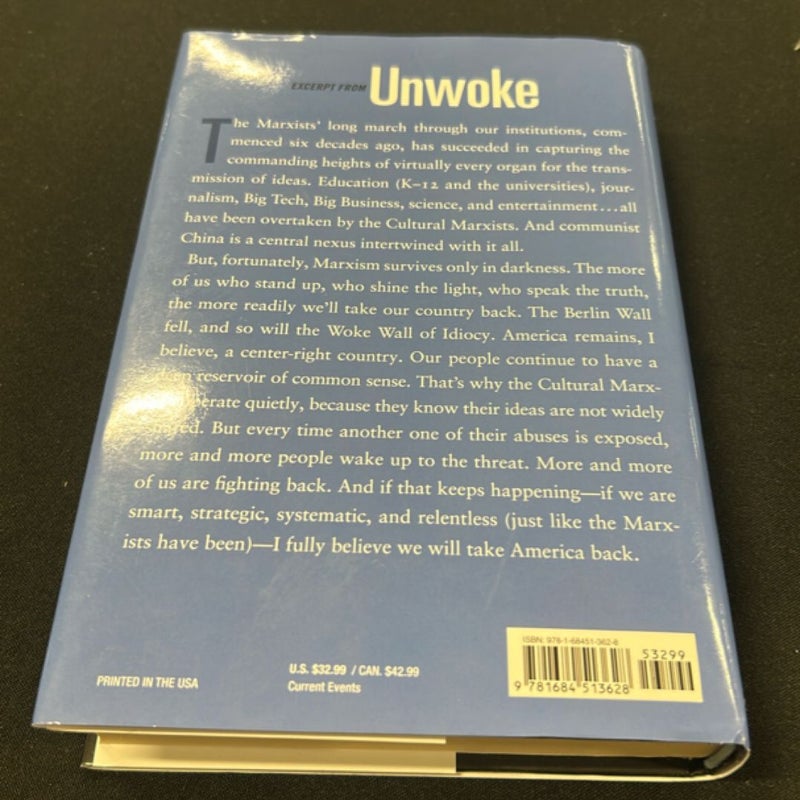 EXCERPT FROM Unwoke
The Marxists' long march through our institutions, com-
menced six decades ago, has succeeded in capturing the
commanding heights of virtually every organ for the trans-
mission of ideas. Education (K–12 and the universities), jour-
nalism, Big Tech, Big Business, science, and entertainment...all
have been overtaken by the Cultural Marxists. And communist
China is a central nexus intertwined with it all.
But, fortunately, Marxism survives only in darkness. The more
of us who stand up, who shine the light, who speak the truth,
the more readily we'll take our country back. The Berlin Wall
fell, and so will the Woke Wall of Idiocy. America remains, I
believe, a center-right country. Our people continue to have a
reservoir of common sense. That's why the Cultural Marx-
quietly, because they know their ideas are not widely
But every time another one of their abuses is exposed,
more and more people wake up to the threat. More and more
of us are fighting back. And if that keeps happening—if we are
smart, strategic, systematic, and relentless (just like the Marx-
ists have been)—I fully believe we will take America back.
ISBN: 978-1-68451-362-8
53299
9 781684 513628
U.S. $32.99 / CAN. $42.99
Current Events
PRINTED IN THE USA